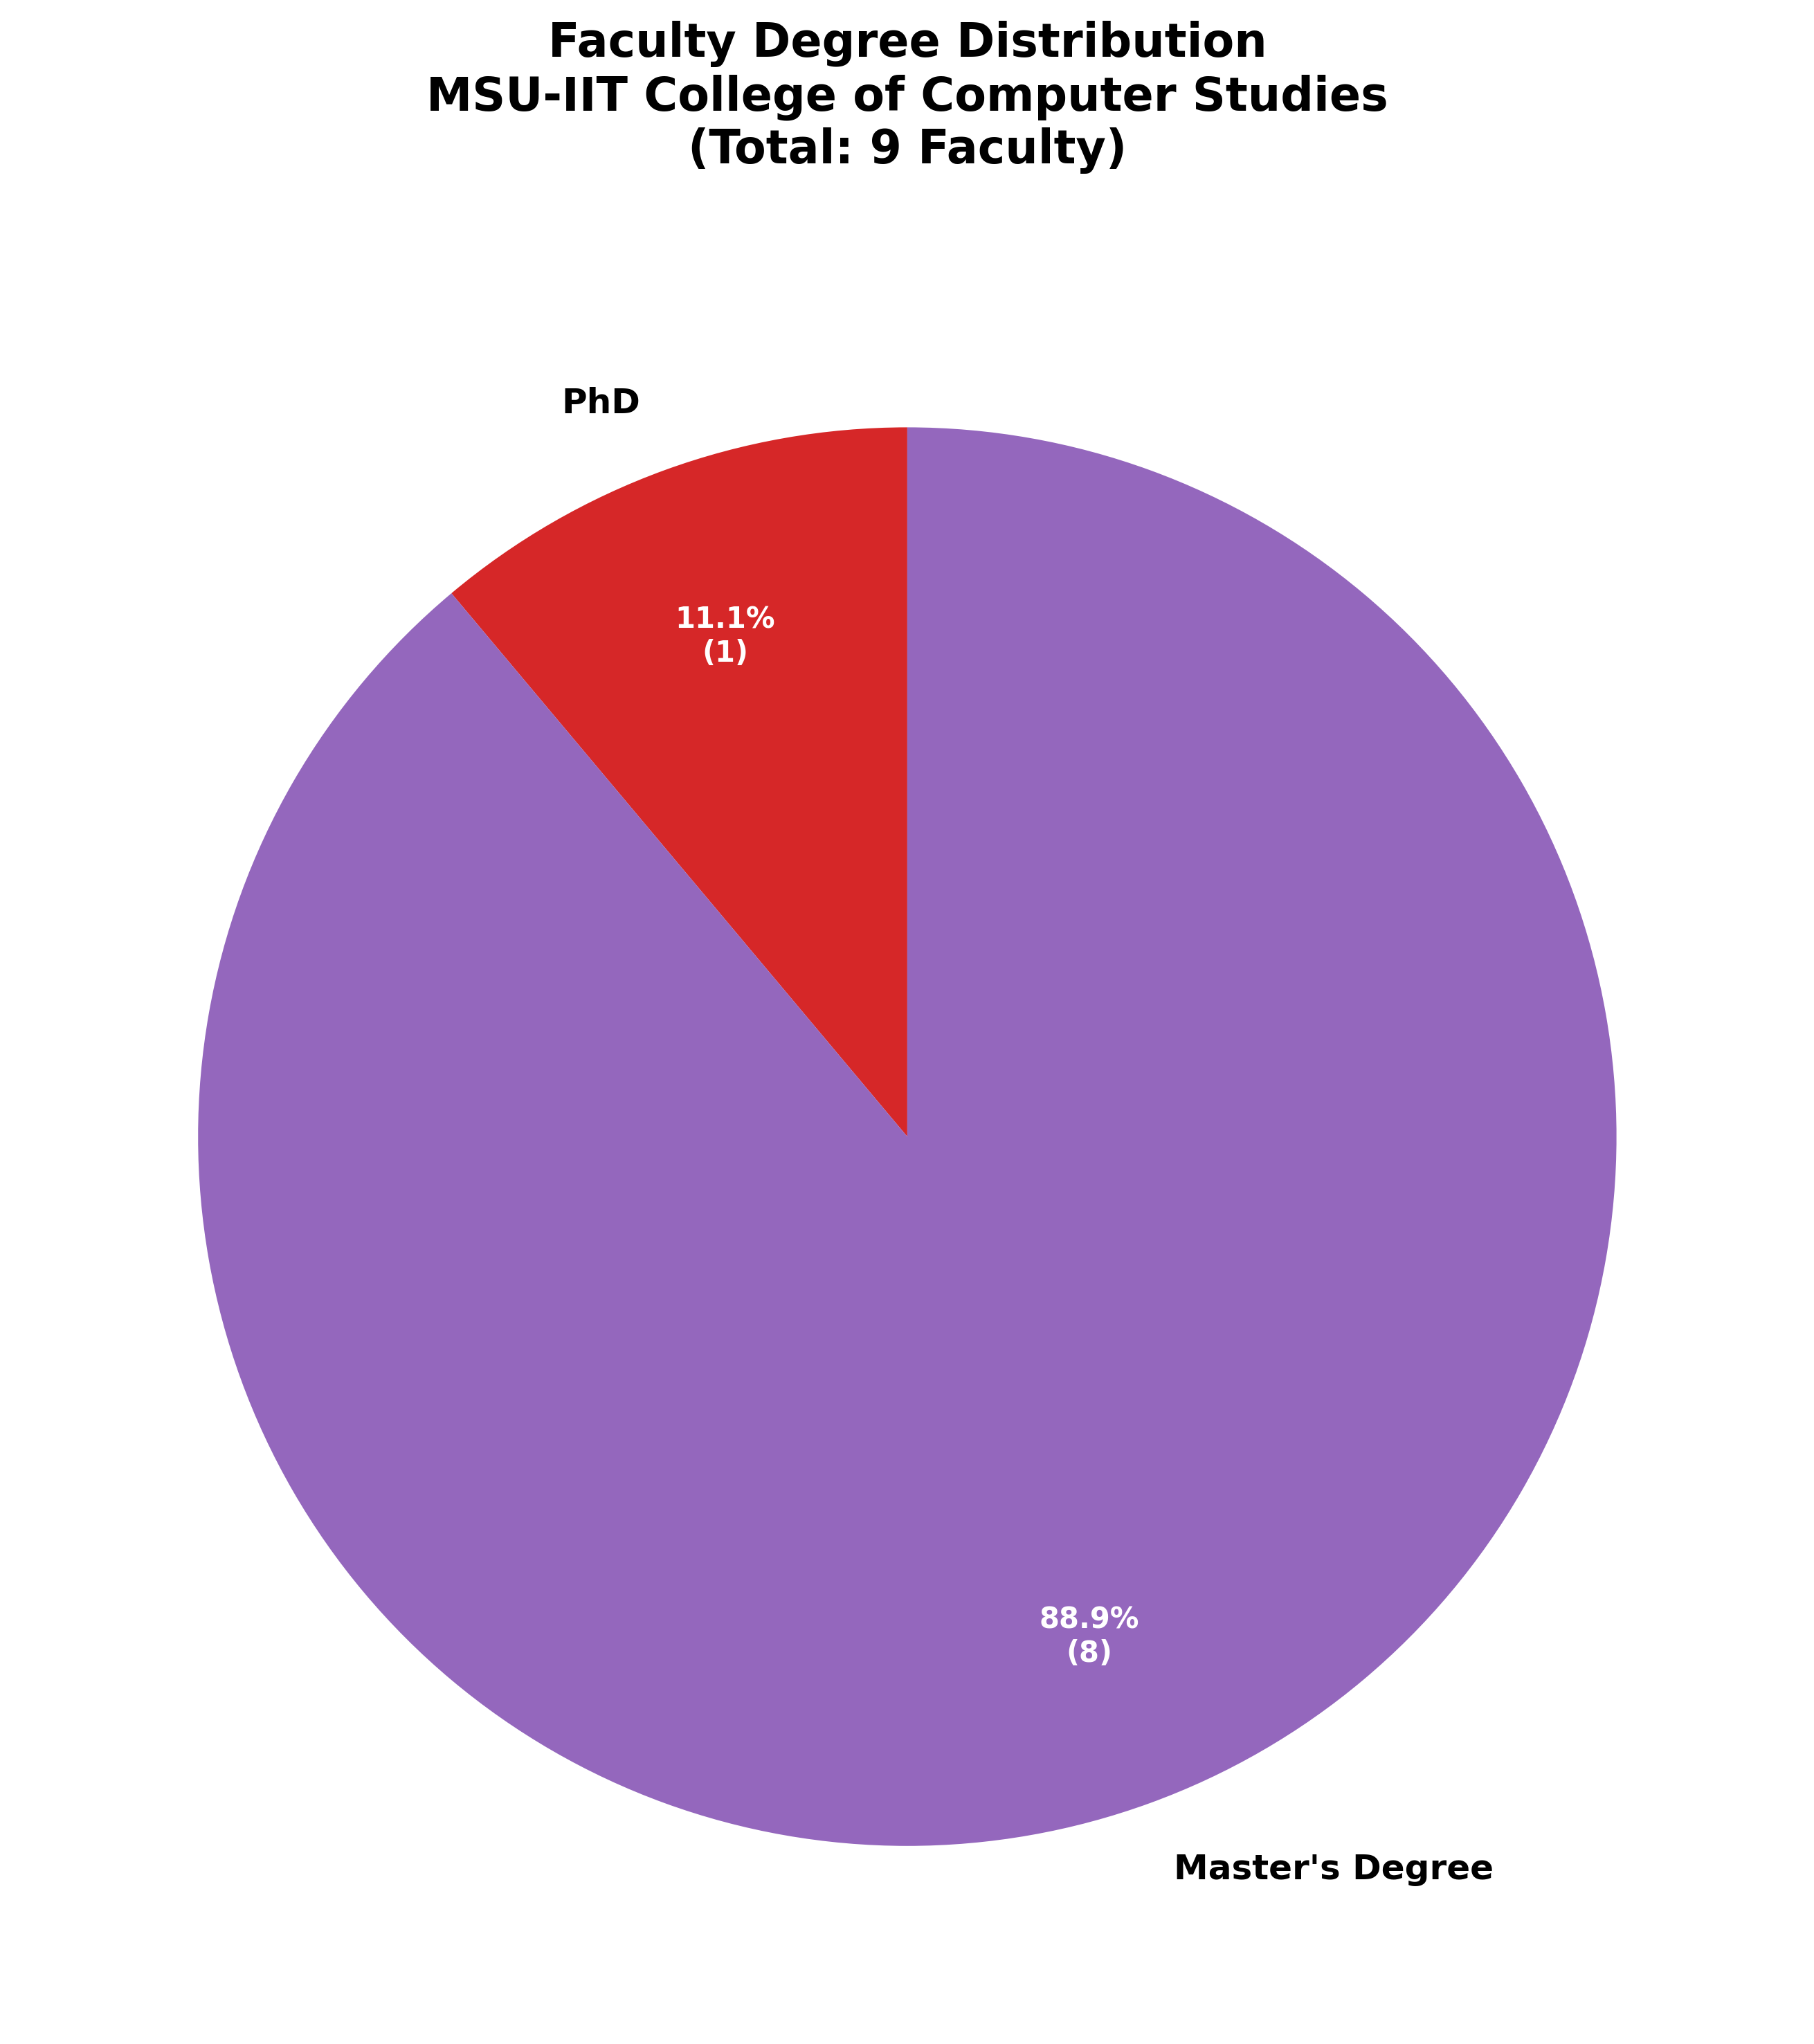 Faculty Degree Distribution
MSU-IIT College of Computer Studies
(Total: 9 Faculty)
PhD
11.1%
(1)
88.9%
(8)
Master's Degree